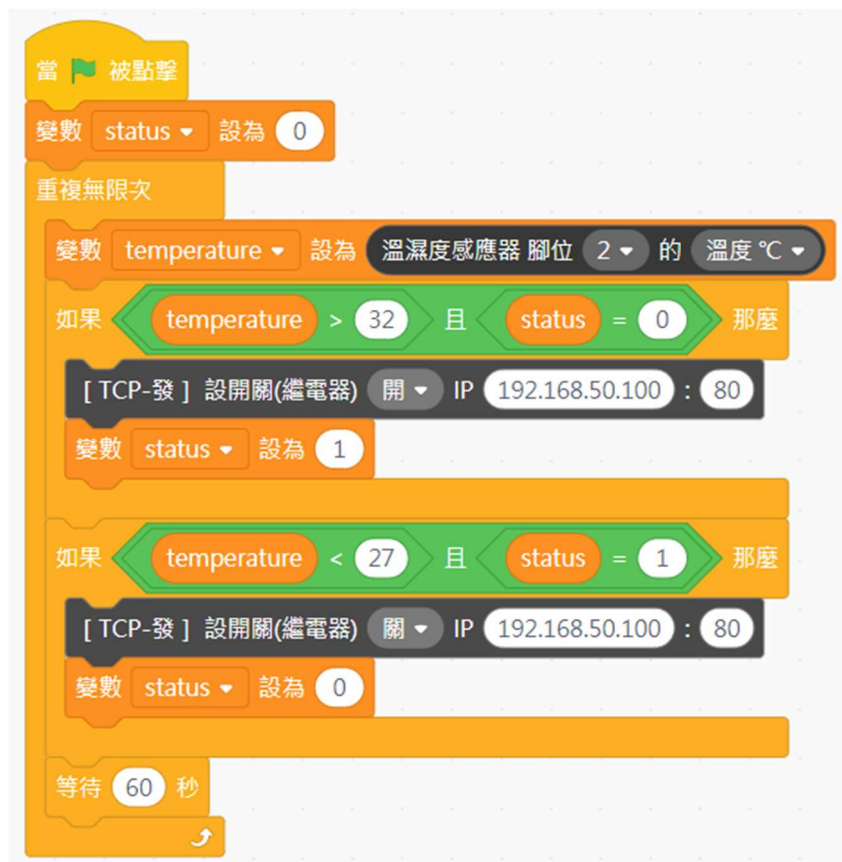 當 被點擊
變數 status 設為 0
重複無限次
變數 temperature 設為 溫濕度感應器 腳位 2 的 溫度 ℃
如果 temperature > 32 且 status = 0 那麼
[ TCP-發 ] 設開關(繼電器) 開 IP 192.168.50.100 : 80
變數 status 設為 1
如果 temperature < 27 且 status = 1 那麼
[ TCP-發 ] 設開關(繼電器) 關 IP 192.168.50.100 : 80
變數 status 設為 0
等待 60 秒